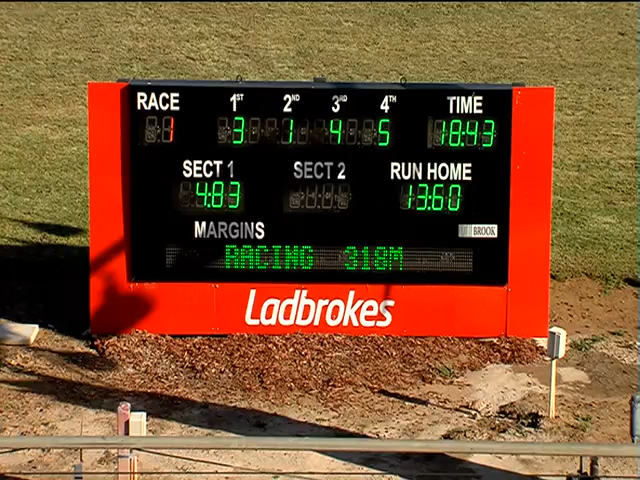 RACE 1ST 2ND 3RD 4TH TIME
1 3 1 4 5 18.43
SECT 1 SECT 2 RUN HOME
4.83 13.60
MARGINS BROOK
RACING 318M
Ladbrokes